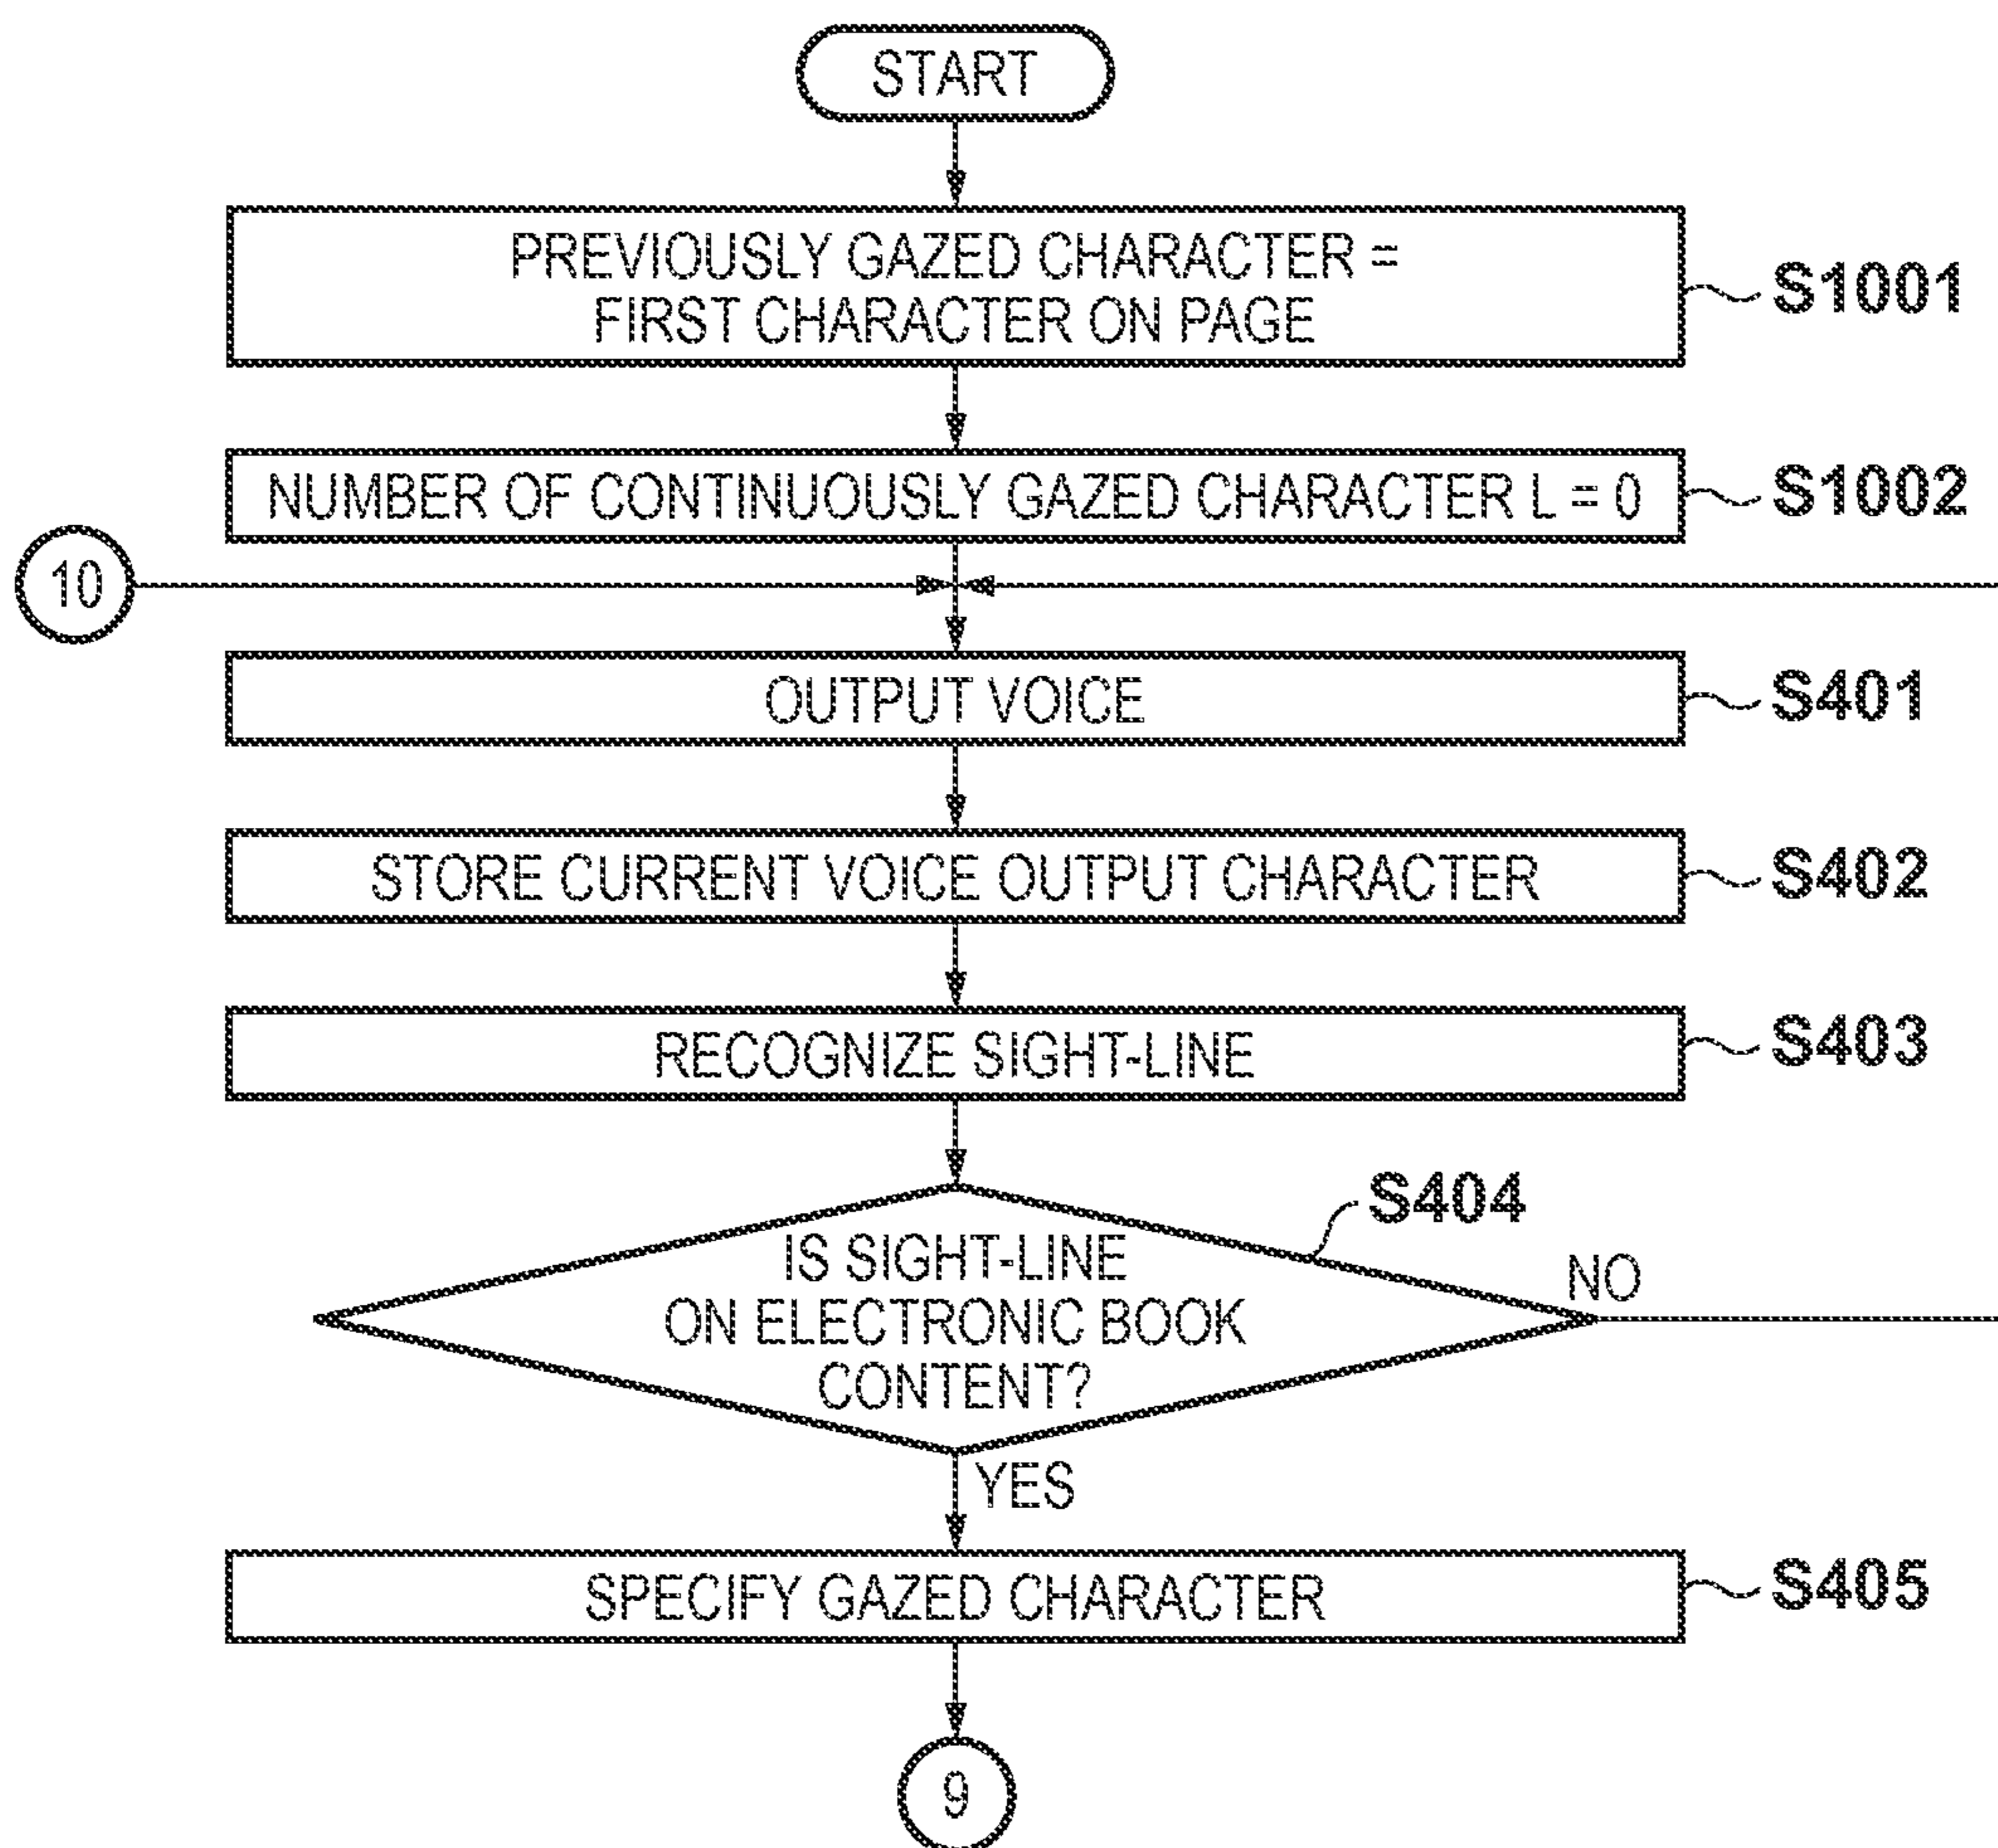 START
PREVIOUSLY GAZED CHARACTER =
FIRST CHARACTER ON PAGE
S1001
NUMBER OF CONTINUOUSLY GAZED CHARACTER L = 0
S1002
10
OUTPUT VOICE
S401
STORE CURRENT VOICE OUTPUT CHARACTER
S402
RECOGNIZE SIGHT-LINE
S403
S404
IS SIGHT-LINE
ON ELECTRONIC BOOK
CONTENT?
NO
YES
SPECIFY GAZED CHARACTER
S405
9